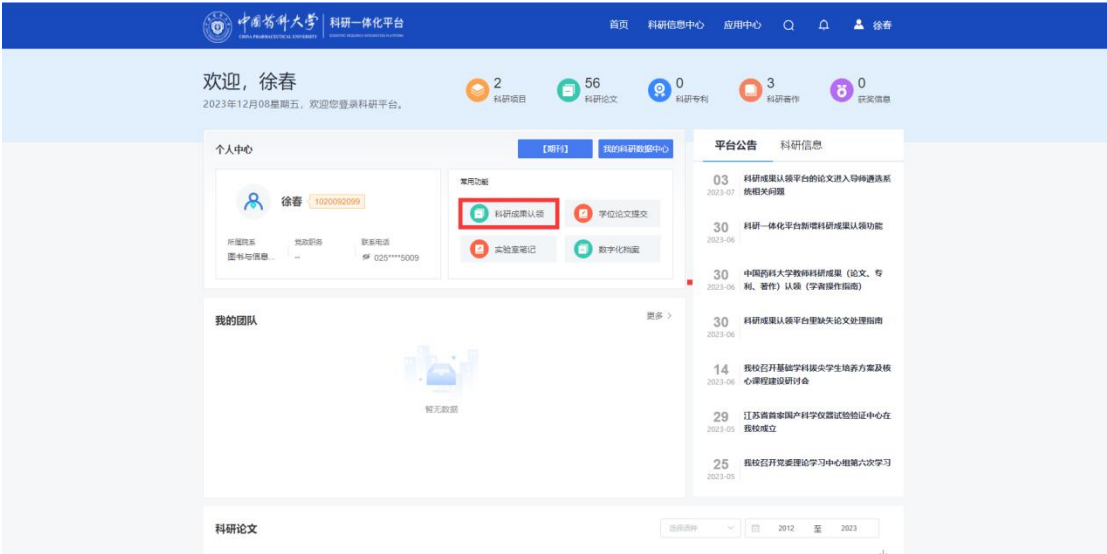 中国药科大学 科研一体化平台
CHINA PHARMACEUTICAL UNIVERSITY SCIENTIFIC RESEARCH INTEGRATION PLATFORM
首页 科研信息中心 应用中心 徐春
欢迎，徐春
2023年12月08星期五，欢迎您登录科研平台。
2 科研项目
56 科研论文
0 科研专利
3 科研著作
0 获奖信息
个人中心
【期刊】 我的科研数据中心
徐春 1020092099
所属院系 党政职务 联系电话
图书与信息... -- 025****5009
常用功能
科研成果认领 学位论文提交
实验室笔记 数字化档案
我的团队 更多 >
暂无数据
平台公告 科研信息
03 2023-07 科研成果认领平台的论文进入导师遴选系
统相关问题
30 2023-06 科研一体化平台新增科研成果认领功能
30 2023-06 中国药科大学教师科研成果（论文、专
利、著作）认领（学者操作指南）
30 2023-06 科研成果认领平台里缺失论文处理指南
14 2023-06 我校召开基础学科拔尖学生培养方案及核
心课程建设研讨会
29 2023-05 江苏省首家国产科学仪器试验验证中心在
我校成立
25 2023-05 我校召开党委理论学习中心组第六次学习
科研论文
2012 至 2023